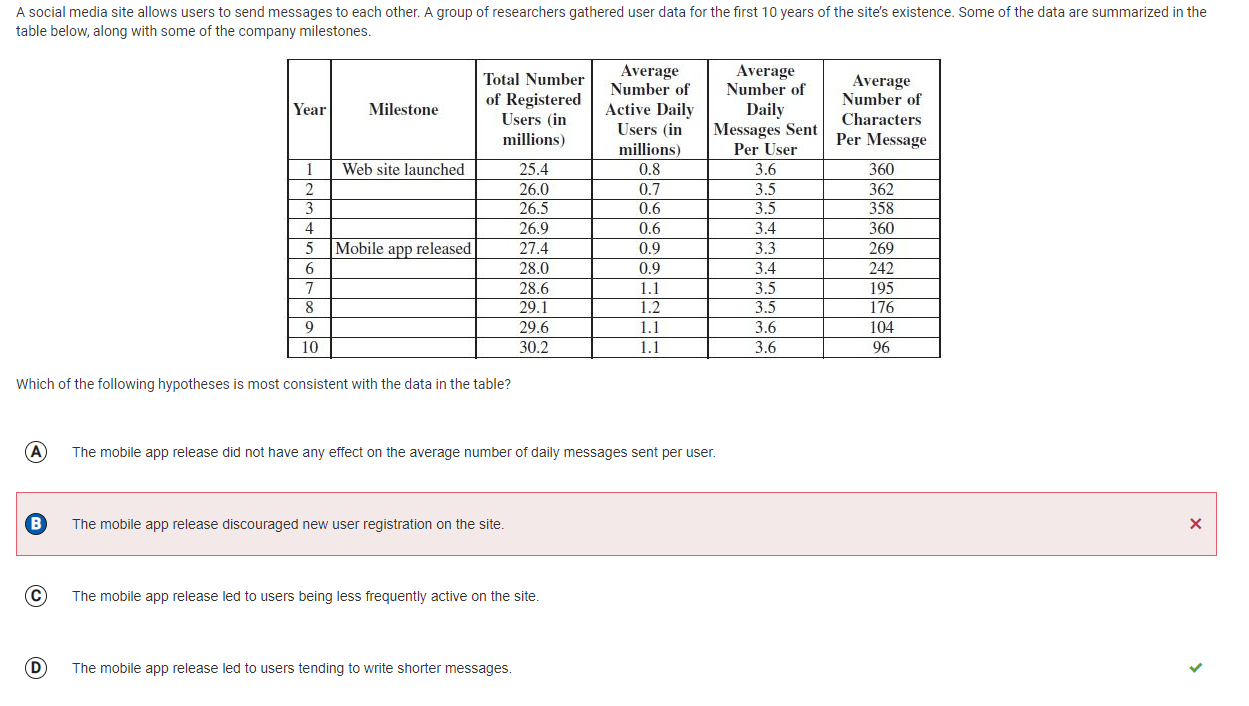 A social media site allows users to send messages to each other. A group of researchers gathered user data for the first 10 years of the site's existence. Some of the data are summarized in the
table below, along with some of the company milestones.
Year Milestone Total Number of Registered Users (in millions) Average Number of Active Daily Users (in millions) Average Number of Daily Messages Sent Per User Average Number of Characters Per Message
1 Web site launched 25.4 0.8 3.6 360
2 26.0 0.7 3.5 362
3 26.5 0.6 3.5 358
4 26.9 0.6 3.4 360
5 Mobile app released 27.4 0.9 3.3 269
6 28.0 0.9 3.4 242
7 28.6 1.1 3.5 195
8 29.1 1.2 3.5 176
9 29.6 1.1 3.6 104
10 30.2 1.1 3.6 96
Which of the following hypotheses is most consistent with the data in the table?
A The mobile app release did not have any effect on the average number of daily messages sent per user.
B The mobile app release discouraged new user registration on the site.
C The mobile app release led to users being less frequently active on the site.
D The mobile app release led to users tending to write shorter messages.